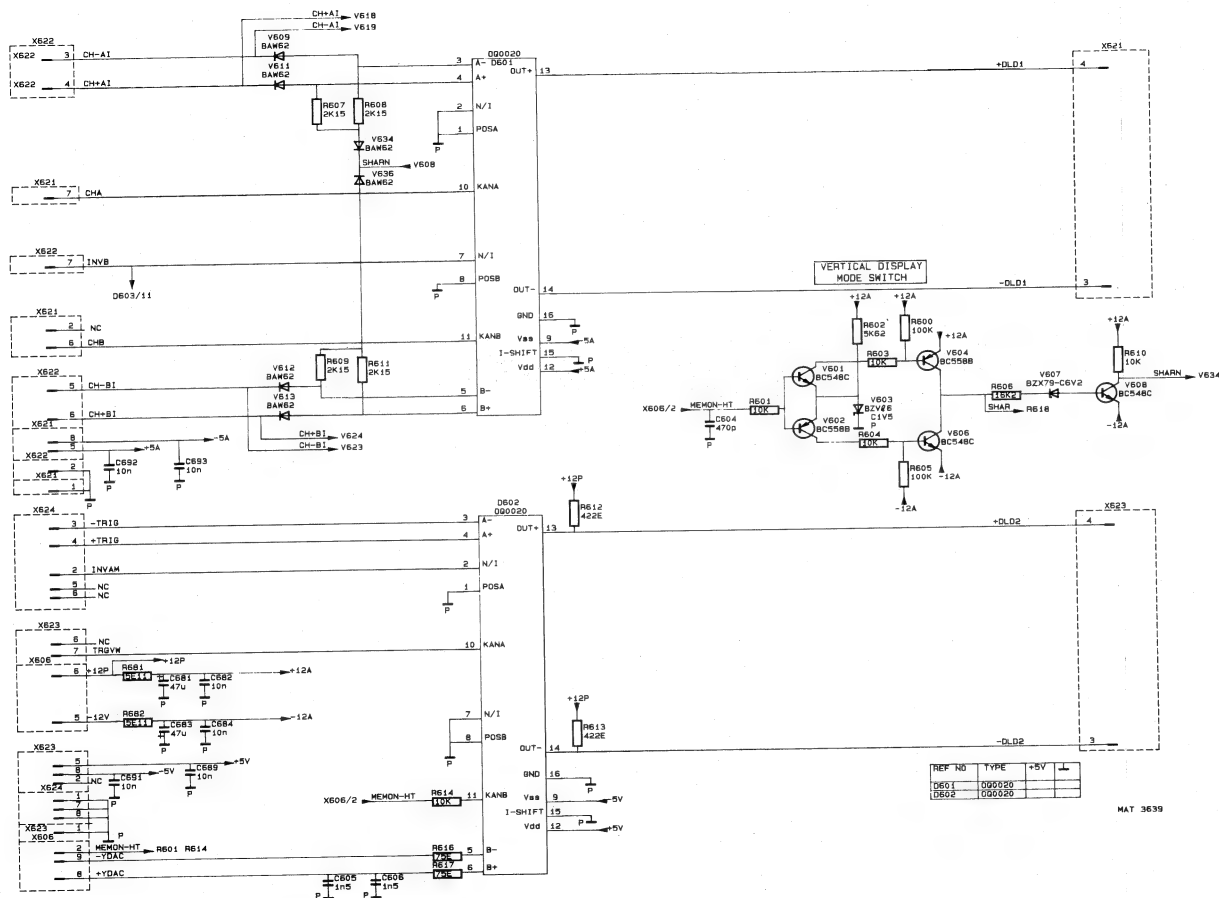 CH+AI V618
CH-AI V619
X622
X622 3 CH-AI
V609
BAW62
V611
BAW62
X622 4 CH+AI
R607
2K15
R608
2K15
V634
BAW62
SHARN V608
V636
BAW62
OQ0020
D601
3 A-
4 A+
2 N/I
1 POSA
P
10 KANA
7 N/I
8 POSB
P
11 KANB
5 B-
6 B+
OUT+ 13
OUT- 14
GND 16
P
Vss 9 -5A
I-SHIFT 15
P
Vdd 12 +5A
+DLD1
X621
4
-DLD1 3
X621
7 CHA
X622
7 INVB
D603/11
X621
2 NC
6 CHB
X622
5 CH-BI
6 CH+BI
V612
BAW62
V613
BAW62
R609
2K15
R611
2K15
CH+BI V624
CH-BI V623
X621
8 -5A
5 +5A
C692
10n
P
C693
10n
P
X622
2
X621
1
P
VERTICAL DISPLAY
MODE SWITCH
+12A +12A
R602
5K62
R600
100K
+12A
R603
10K
V604
BC558B
V601
BC548C
X606/2 MEMON-HT R601
10K
C604
470p
P
V602
BC558B
V603
C1V5
P
R604
10K
V606
BC548C
R605
100K
-12A
-12A
R606
16K2
SHAR R618
V607
BZX79-C6V2
+12A
R610
10K
SHARN V634
V608
BC548C
-12A
X624
3 -TRIG
4 +TRIG
2 INVAM
5 NC
6 NC
D602
OQ0020
3 A-
4 A+
2 N/I
1 POSA
P
10 KANA
7 N/I
8 POSB
P
11 KANB
5 B-
6 B+
OUT+ 13
OUT- 14
GND 16
P
Vss 9 -5V
I-SHIFT 15
P
Vdd 12 +5V
+12P
R612
422E
+DLD2
X623
4
+12P
R613
422E
-DLD2 3
X623
6 NC
7 TRGVW
X606
6 +12P
+12P
R681
5E11
C681
47u
P
C682
10n
P
+12A
5 -12V
R682
5E11
C683
47u
P
C684
10n
P
-12A
X623
5 +5V
8 -5V
2 NC
C691
10n
P
C689
10n
P
X624
1
7
8
X623
1
P
X606
2 MEMON-HT R601 R614
9 -YDAC
8 +YDAC
X606/2 MEMON-HT R614
10K
R616
75E
R617
75E
C605
1n5
P
C606
1n5
P
REF NO TYPE +5V
D601 OQ0020
D602 OQ0020
MAT 3639